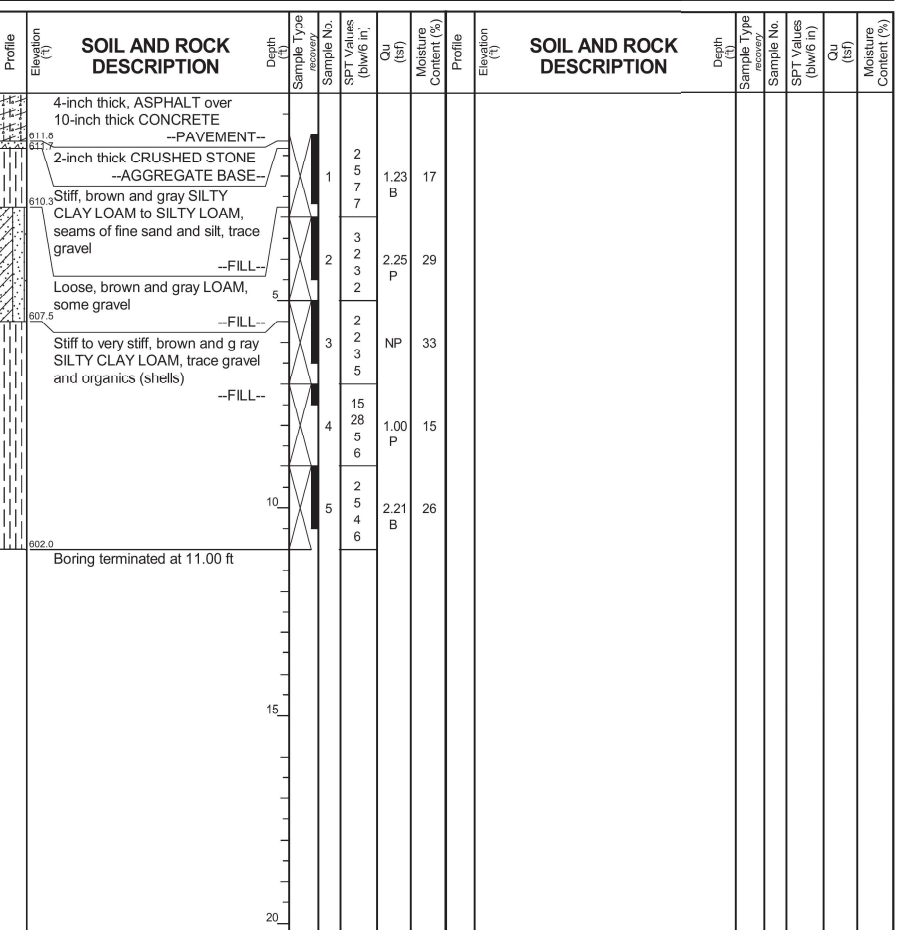 Profile
Elevation
(ft)
SOIL AND ROCK
DESCRIPTION
Depth
(ft)
Sample Type
recovery
Sample No.
SPT Values
(blw/6 in)
Qu
(tsf)
Moisture
Content (%)
Profile
Elevation
(ft)
SOIL AND ROCK
DESCRIPTION
Depth
(ft)
Sample Type
recovery
Sample No.
SPT Values
(blw/6 in)
Qu
(tsf)
Moisture
Content (%)
4-inch thick, ASPHALT over
10-inch thick CONCRETE
--PAVEMENT--
611.8
611.7
2-inch thick CRUSHED STONE
--AGGREGATE BASE--
2
5
7
7
1
1.23
B
17
610.3
Stiff, brown and gray SILTY
CLAY LOAM to SILTY LOAM,
seams of fine sand and silt, trace
gravel
--FILL--
3
2
3
2
2
2.25
P
29
Loose, brown and gray LOAM,
some gravel
5
--FILL--
607.5
Stiff to very stiff, brown and g ray
SILTY CLAY LOAM, trace gravel
and organics (shells)
--FILL--
2
2
3
5
3
NP
33
15
28
5
6
4
1.00
P
15
10
2
5
4
6
5
2.21
B
26
602.0
Boring terminated at 11.00 ft
15
20